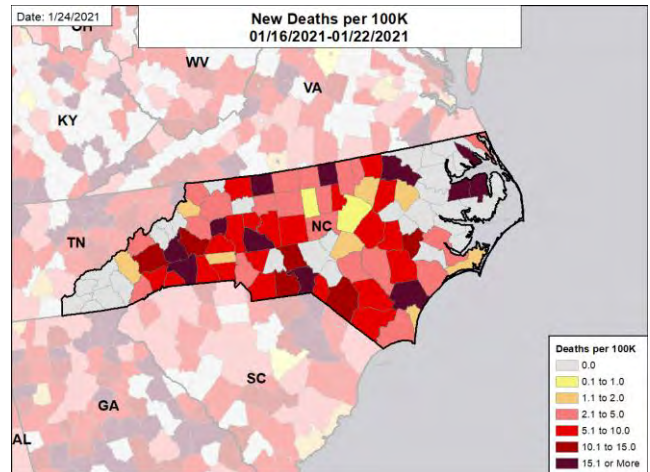 Date: 1/24/2021
New Deaths per 100K
01/16/2021-01/22/2021
OH
WV
VA
KY
NC
TN
SC
GA
AL
Deaths per 100K
0.0
0.1 to 1.0
1.1 to 2.0
2.1 to 5.0
5.1 to 10.0
10.1 to 15.0
15.1 or More